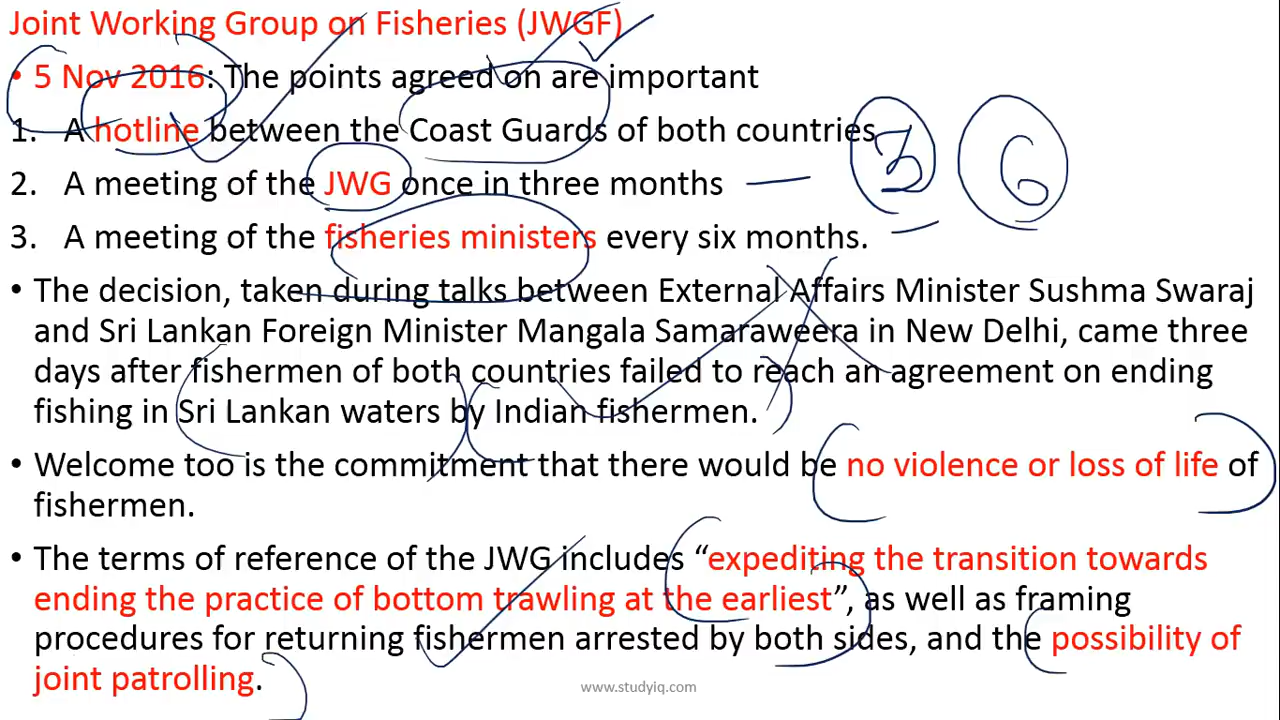 Joint Working Group on Fisheries (JWGF)
• 5 Nov 2016: The points agreed on are important
1. A hotline between the Coast Guards of both countries
2. A meeting of the JWG once in three months
3 6
3. A meeting of the fisheries ministers every six months.
• The decision, taken during talks between External Affairs Minister Sushma Swaraj
and Sri Lankan Foreign Minister Mangala Samaraweera in New Delhi, came three
days after fishermen of both countries failed to reach an agreement on ending
fishing in Sri Lankan waters by Indian fishermen.
• Welcome too is the commitment that there would be no violence or loss of life of
fishermen.
• The terms of reference of the JWG includes “expediting the transition towards
ending the practice of bottom trawling at the earliest”, as well as framing
procedures for returning fishermen arrested by both sides, and the possibility of
joint patrolling.
www.studyiq.com